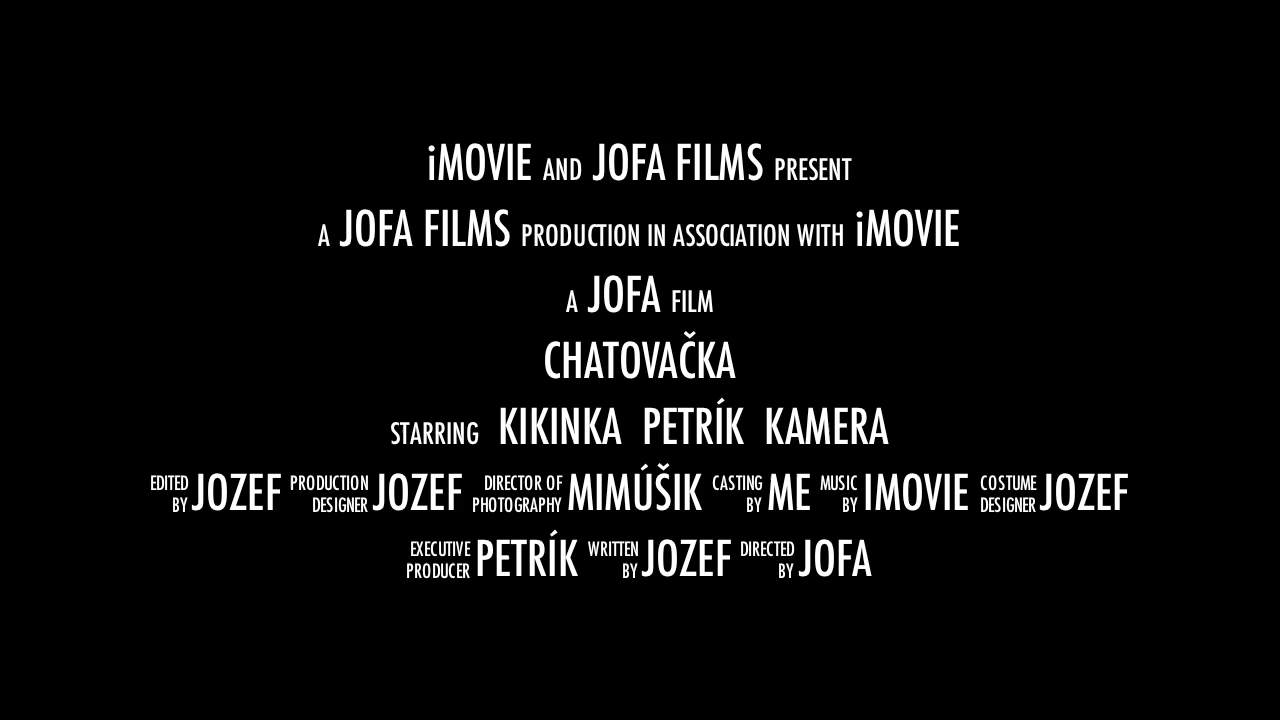 iMOVIE AND JOFA FILMS PRESENT
A JOFA FILMS PRODUCTION IN ASSOCIATION WITH iMOVIE
A JOFA FILM
CHATOVAČKA
STARRING KIKINKA PETRÍK KAMERA
EDITED BY JOZEF PRODUCTION DESIGNER JOZEF DIRECTOR OF PHOTOGRAPHY MIMÚŠIK CASTING BY ME MUSIC BY IMOVIE COSTUME DESIGNER JOZEF
EXECUTIVE PRODUCER PETRÍK WRITTEN BY JOZEF DIRECTED BY JOFA